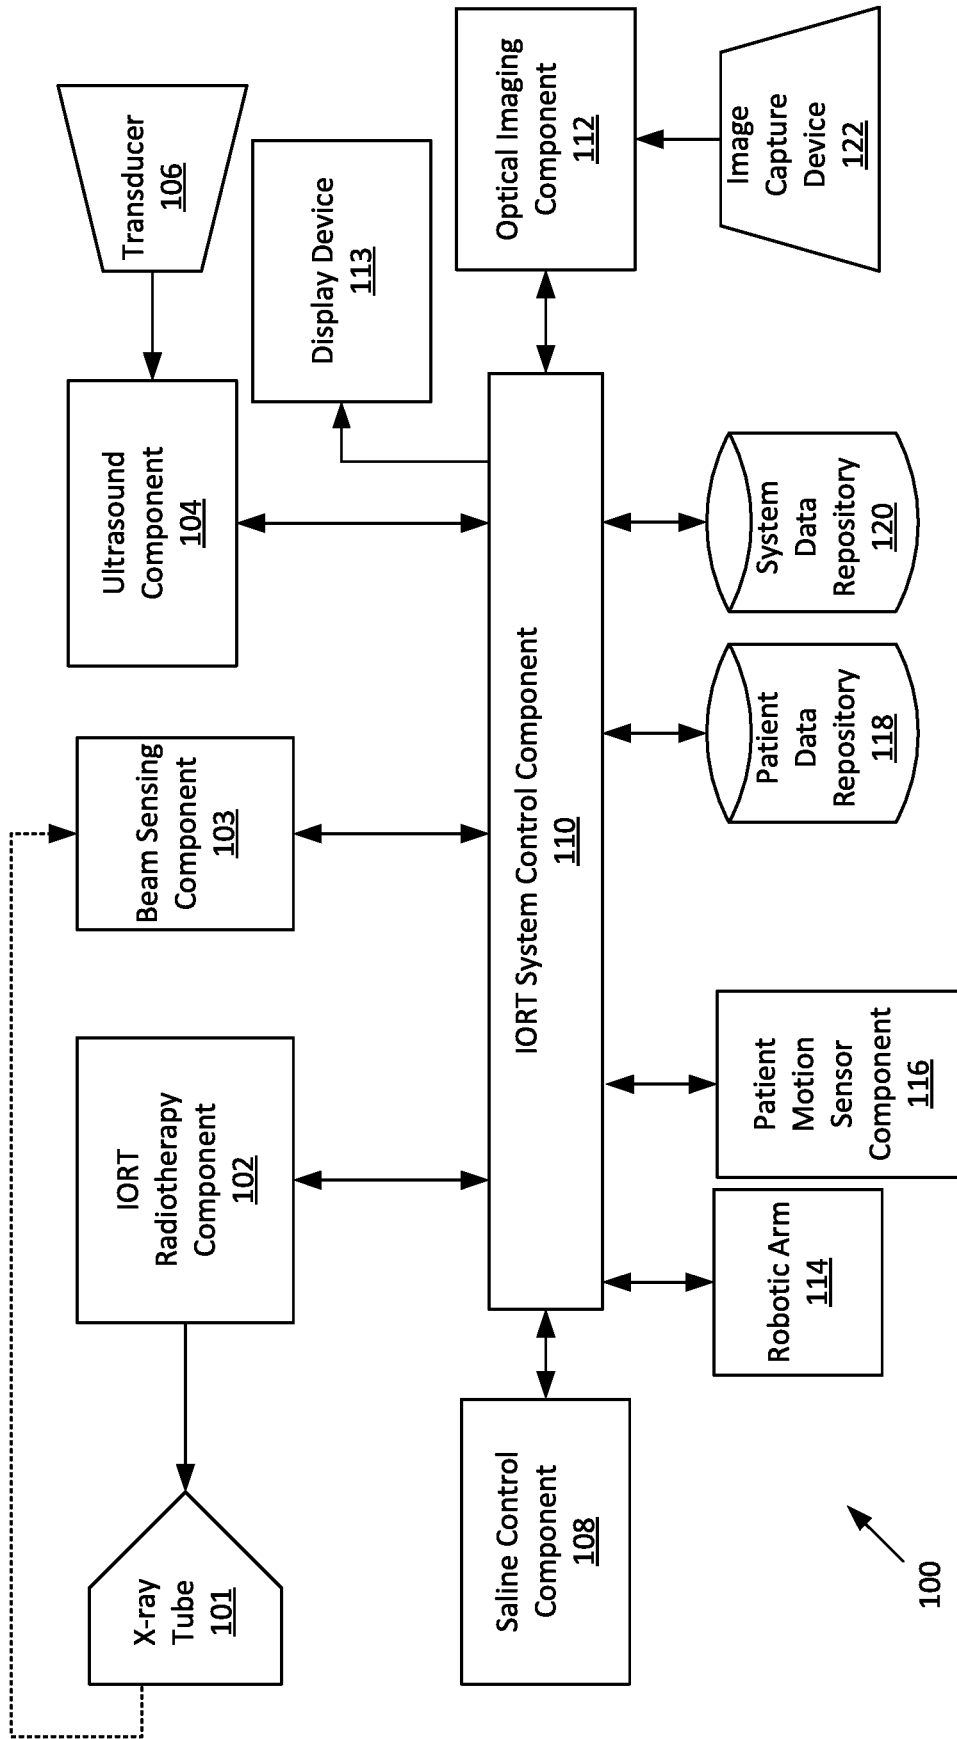 X-ray
Tube
101
IORT
Radiotherapy
Component
102
Beam Sensing
Component
103
Ultrasound
Component
104
Transducer
106
Display Device
113
Saline Control
Component
108
IORT System Control Component
110
Optical Imaging
Component
112
Robotic Arm
114
Patient
Motion
Sensor
Component
116
Patient
Data
Repository
118
System
Data
Repository
120
Image
Capture
Device
122
100